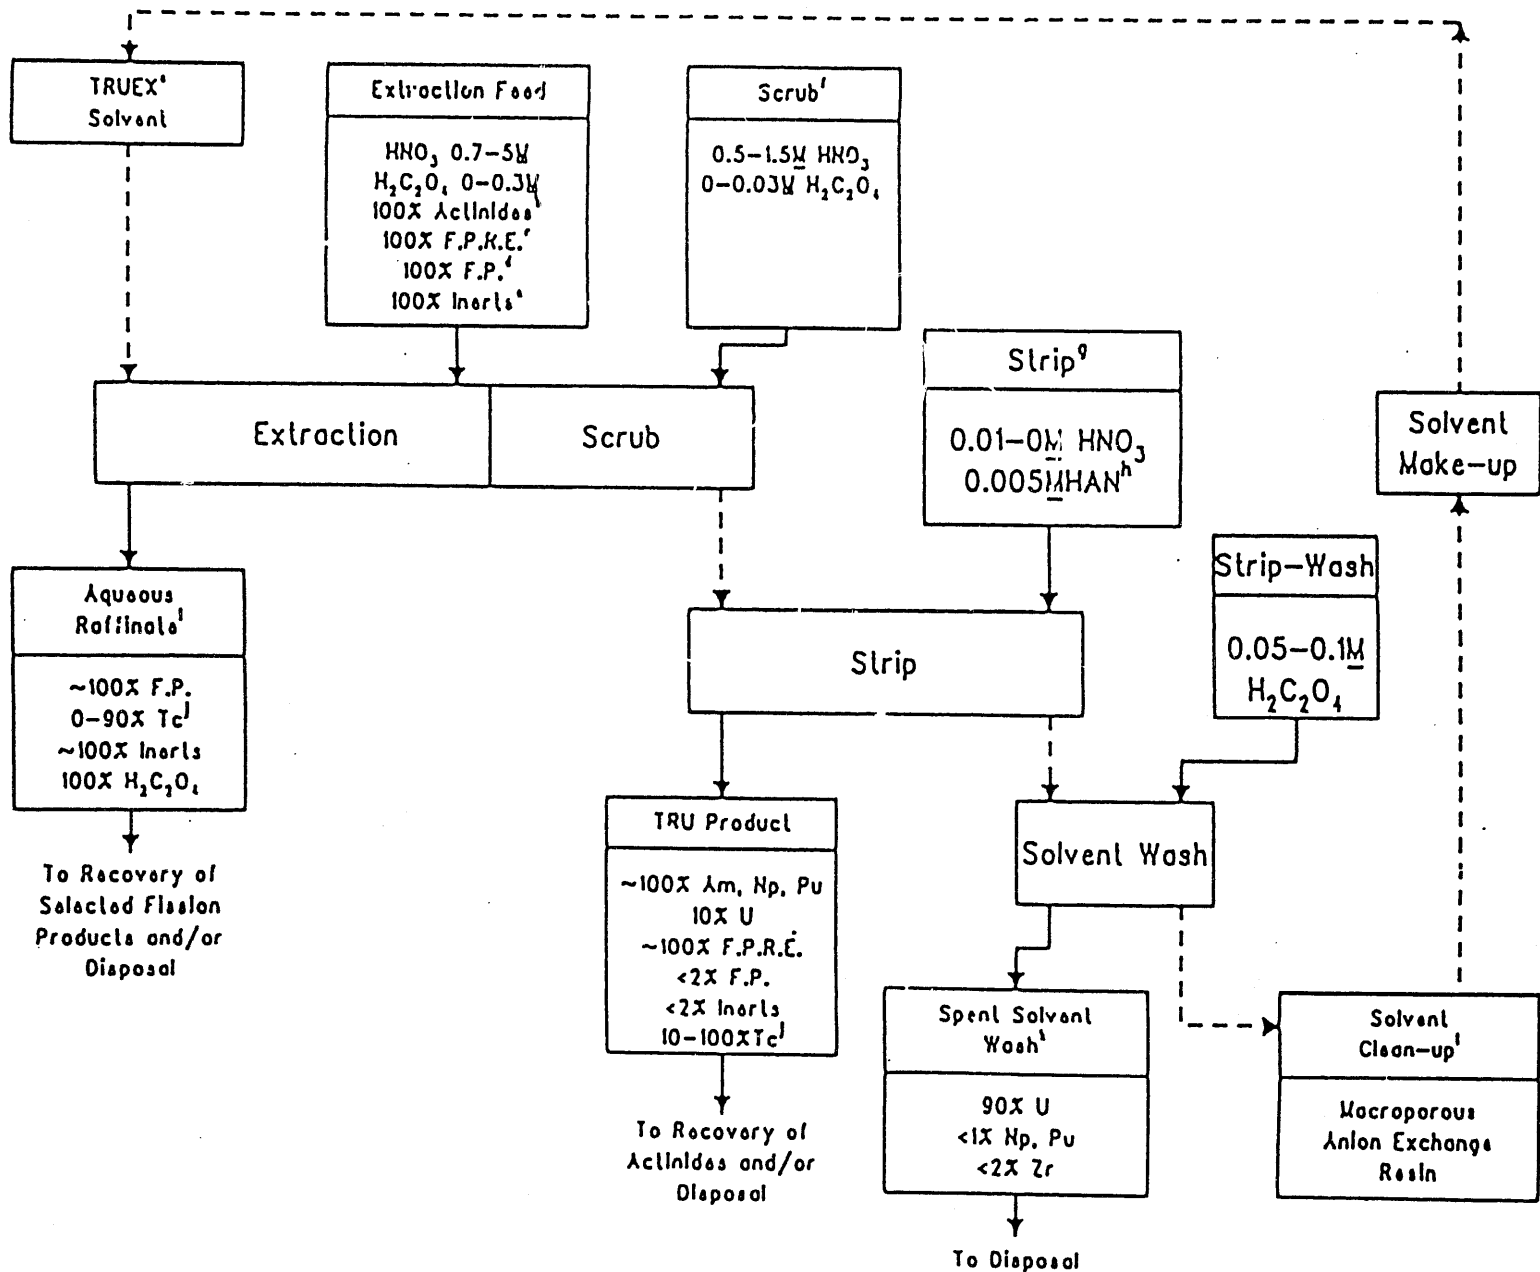 TRUEX
Solvent
Extraction Feed
HNO₃ 0.7-5M
H₂C₂O₄ 0-0.3M
100% Actinides
100% F.P.R.E.
100% F.P.
100% Inerts
Scrub
0.5-1.5M HNO₃
0-0.03M H₂C₂O₄
Extraction
Scrub
Strip^g
0.01-0M HNO₃
0.005MHAN^h
Solvent
Make-up
Aqueous
Raffinate
~100% F.P.
0-90% Tc^j
~100% Inerts
100% H₂C₂O₄
To Recovery of
Selected Fission
Products and/or
Disposal
Strip
Strip-Wash
0.05-0.1M
H₂C₂O₄
TRU Product
~100% Am, Np, Pu
10% U
~100% F.P.R.E.
<2% F.P.
<2% Inerts
10-100%Tc^j
To Recovery of
Actinides and/or
Disposal
Solvent Wash
Spent Solvent
Wash
90% U
<1% Np, Pu
<2% Zr
To Disposal
Solvent
Clean-up
Macroporous
Anion Exchange
Resin